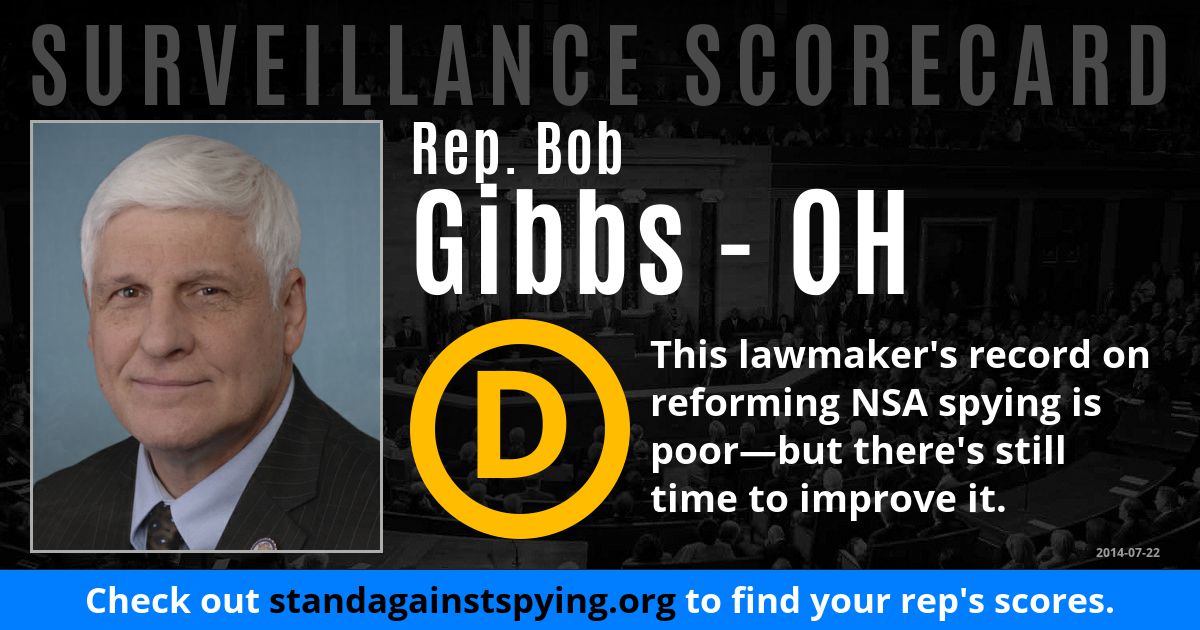 SURVEILLANCE SCORECARD
Rep. Bob
Gibbs - OH
D
This lawmaker's record on
reforming NSA spying is
poor—but there's still
time to improve it.
2014-07-22
Check out standagainstspying.org to find your rep's scores.